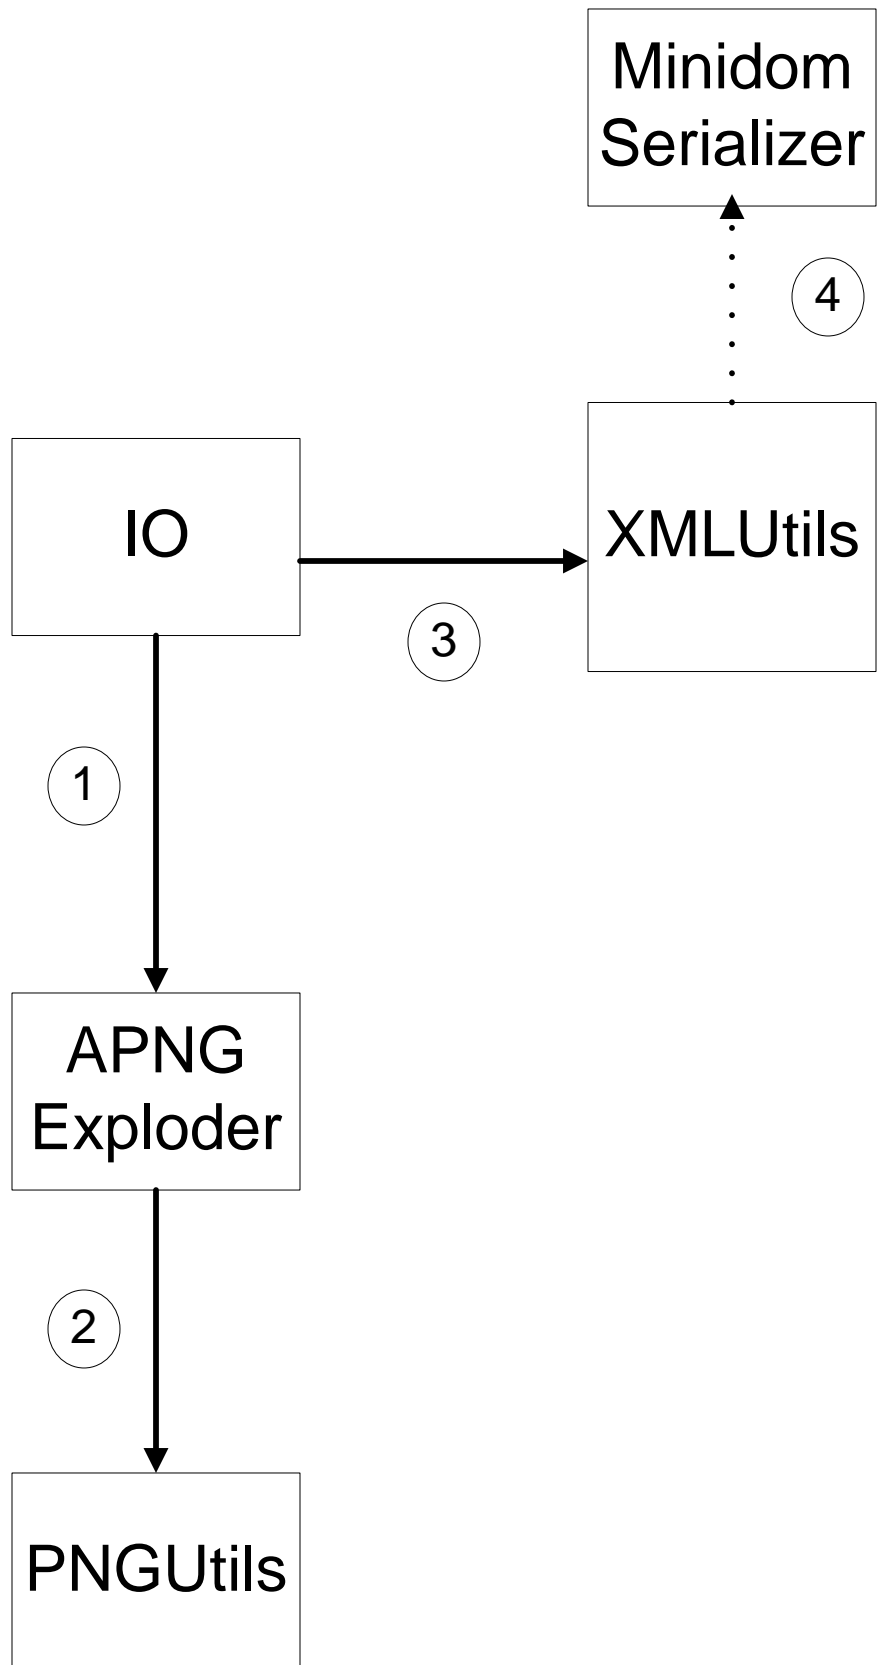 Minidom
Serializer
4
IO
XMLUtils
3
1
APNG
Exploder
2
PNGUtils